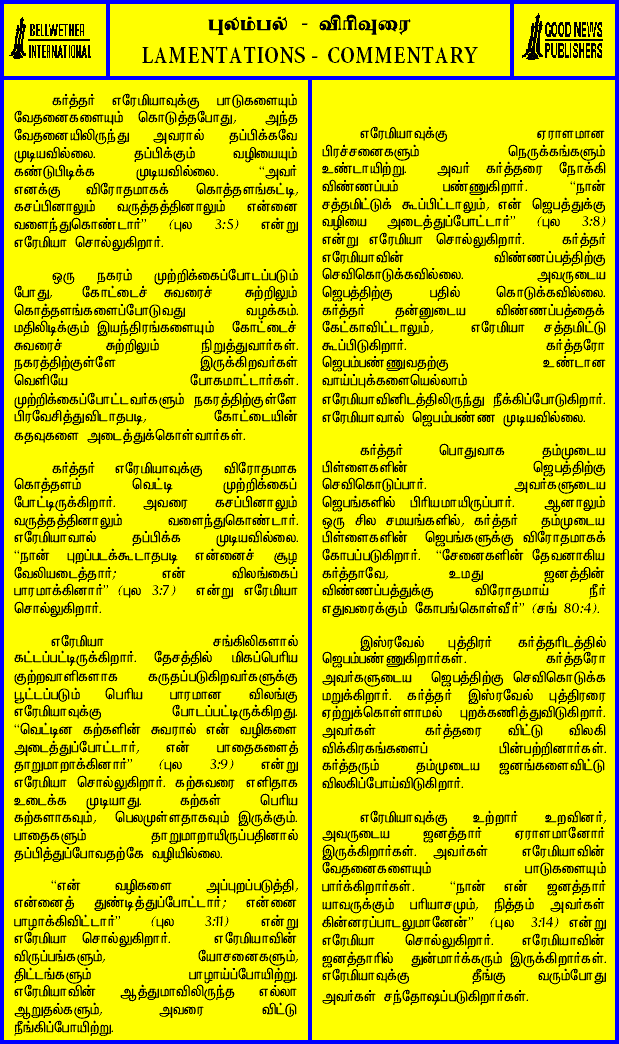 BELLWETHER
INTERNATIONAL
புலம்பல் - விரிவுரை
LAMENTATIONS - COMMENTARY
GOOD NEWS
PUBLISHERS
கர்த்தர் எரேமியாவுக்கு பாடுகளையும்
வேதனைகளையும் கொடுத்தபோது, அந்த
வேதனையிலிருந்து அவரால் தப்பிக்கவே
முடியவில்லை. தப்பிக்கும் வழியையும்
கண்டுபிடிக்க முடியவில்லை. “அவர்
எனக்கு விரோதமாகக் கொத்தளங்கட்டி,
கசப்பினாலும் வருத்தத்தினாலும் என்னை
வளைந்துகொண்டார்” (புல 3:5) என்று
எரேமியா சொல்லுகிறார்.
ஒரு நகரம் முற்றிக்கைப்போடப்படும்
போது, கோட்டைச் சுவரைச் சுற்றிலும்
கொத்தளங்களைப்போடுவது வழக்கம்.
மதிலிடிக்கும் இயந்திரங்களையும் கோட்டைச்
சுவரைச் சுற்றிலும் நிறுத்துவார்கள்.
நகரத்திற்குள்ளே இருக்கிறவர்கள்
வெளியே போகமாட்டார்கள்.
முற்றிக்கைப்போட்டவர்களும் நகரத்திற்குள்ளே
பிரவேசித்துவிடாதபடி, கோட்டையின்
கதவுகளை அடைத்துக்கொள்வார்கள்.
கர்த்தர் எரேமியாவுக்கு விரோதமாக
கொத்தளம் வெட்டி முற்றிக்கைப்
போட்டிருக்கிறார். அவரை கசப்பினாலும்
வருத்தத்தினாலும் வளைந்துகொண்டார்.
எரேமியாவால் தப்பிக்க முடியவில்லை.
“நான் புறப்படக்கூடாதபடி என்னைச் சூழ
வேலியடைத்தார்; என் விலங்கைப்
பாரமாக்கினார்” (புல 3:7) என்று எரேமியா
சொல்லுகிறார்.
எரேமியா சங்கிலிகளால்
கட்டப்பட்டிருக்கிறார். தேசத்தில் மிகப்பெரிய
குற்றவாளிகளாக கருதப்படுகிறவர்களுக்கு
பூட்டப்படும் பெரிய பாரமான விலங்கு
எரேமியாவுக்கு போடப்பட்டிருக்கிறது.
“வெட்டின கற்களின் சுவரால் என் வழிகளை
அடைத்துப்போட்டார், என் பாதைகளைத்
தாறுமாறாக்கினார்” (புல 3:9) என்று
எரேமியா சொல்லுகிறார். கற்சுவரை எளிதாக
உடைக்க முடியாது. கற்கள் பெரிய
கற்களாகவும், பெலமுள்ளதாகவும் இருக்கும்.
பாதைகளும் தாறுமாறாயிருப்பதினால்
தப்பித்துப்போவதற்கே வழியில்லை.
“என் வழிகளை அப்புறப்படுத்தி,
என்னைத் துண்டித்துப்போட்டார்; என்னை
பாழாக்கிவிட்டார்” (புல 3:11) என்று
எரேமியா சொல்லுகிறார். எரேமியாவின்
விருப்பங்களும், யோசனைகளும்,
திட்டங்களும் பாழாய்ப்போயிற்று.
எரேமியாவின் ஆத்துமாவிலிருந்த எல்லா
ஆறுதல்களும், அவரை விட்டு
நீங்கிப்போயிற்று.
எரேமியாவுக்கு ஏராளமான
பிரச்சனைகளும் நெருக்கங்களும்
உண்டாயிற்று. அவர் கர்த்தரை நோக்கி
விண்ணப்பம் பண்ணுகிறார். “நான்
சத்தமிட்டுக் கூப்பிட்டாலும், என் ஜெபத்துக்கு
வழியை அடைத்துப்போட்டார்” (புல 3:8)
என்று எரேமியா சொல்லுகிறார். கர்த்தர்
எரேமியாவின் விண்ணப்பத்திற்கு
செவிகொடுக்கவில்லை. அவருடைய
ஜெபத்திற்கு பதில் கொடுக்கவில்லை.
கர்த்தர் தன்னுடைய விண்ணப்பத்தைக்
கேட்காவிட்டாலும், எரேமியா சத்தமிட்டு
கூப்பிடுகிறார். கர்த்தரோ
ஜெபம்பண்ணுவதற்கு உண்டான
வாய்ப்புக்களையெல்லாம்
எரேமியாவினிடத்திலிருந்து நீக்கிப்போடுகிறார்.
எரேமியாவால் ஜெபம்பண்ண முடியவில்லை.
கர்த்தர் பொதுவாக தம்முடைய
பிள்ளைகளின் ஜெபத்திற்கு
செவிகொடுப்பார். அவர்களுடைய
ஜெபங்களில் பிரியமாயிருப்பார். ஆனாலும்
ஒரு சில சமயங்களில், கர்த்தர் தம்முடைய
பிள்ளைகளின் ஜெபங்களுக்கு விரோதமாகக்
கோபப்படுகிறார். “சேனைகளின் தேவனாகிய
கர்த்தாவே, உமது ஜனத்தின்
விண்ணப்பத்துக்கு விரோதமாய் நீர்
எதுவரைக்கும் கோபங்கொள்வீர்” (சங் 80:4).
இஸ்ரவேல் புத்திரர் கர்த்தரிடத்தில்
ஜெபம்பண்ணுகிறார்கள். கர்த்தரோ
அவர்களுடைய ஜெபத்திற்கு செவிகொடுக்க
மறுக்கிறார். கர்த்தர் இஸ்ரவேல் புத்திரரை
ஏற்றுக்கொள்ளாமல் புறக்கணித்துவிடுகிறார்.
அவர்கள் கர்த்தரை விட்டு விலகி
விக்கிரகங்களைப் பின்பற்றினார்கள்.
கர்த்தரும் தம்முடைய ஜனங்களைவிட்டு
விலகிப்போய்விடுகிறார்.
எரேமியாவுக்கு உற்றார் உறவினர்,
அவருடைய ஜனத்தார் ஏராளமானோர்
இருக்கிறார்கள். அவர்கள் எரேமியாவின்
வேதனைகளையும் பாடுகளையும்
பார்க்கிறார்கள். “நான் என் ஜனத்தார்
யாவருக்கும் பரியாசமும், நித்தம் அவர்கள்
கின்னரப்பாடலுமானேன்” (புல 3:14) என்று
எரேமியா சொல்லுகிறார். எரேமியாவின்
ஜனத்தாரில் துன்மார்க்கரும் இருக்கிறார்கள்.
எரேமியாவுக்கு தீங்கு வரும்போது
அவர்கள் சந்தோஷப்படுகிறார்கள்.